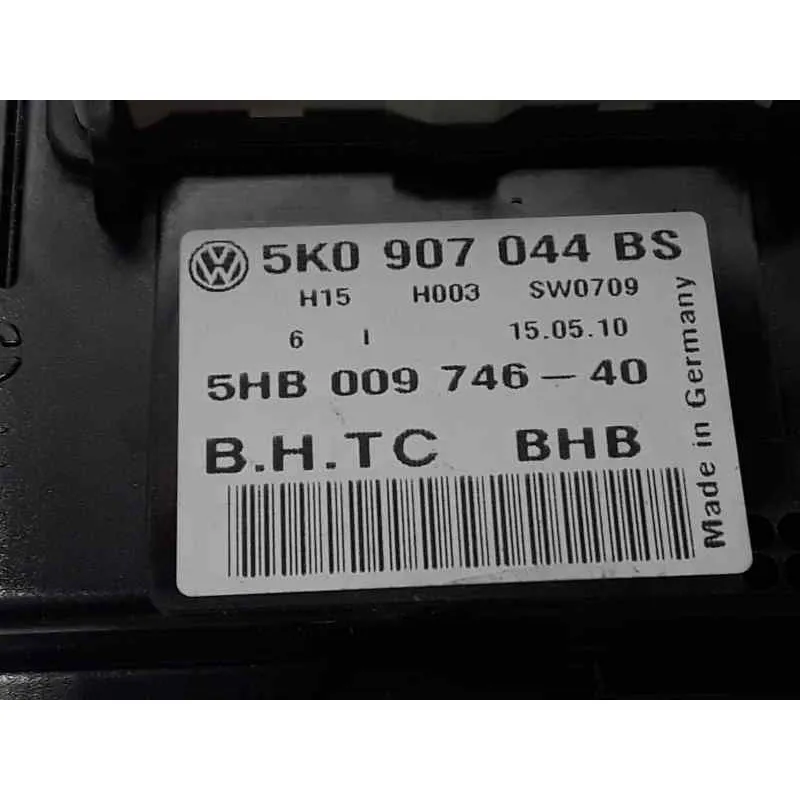 5K0 907 044 BS
H15 H003 SW0709
6 I 15.05.10
5HB 009 746-40
B.H.TC BHB
Made in Germany